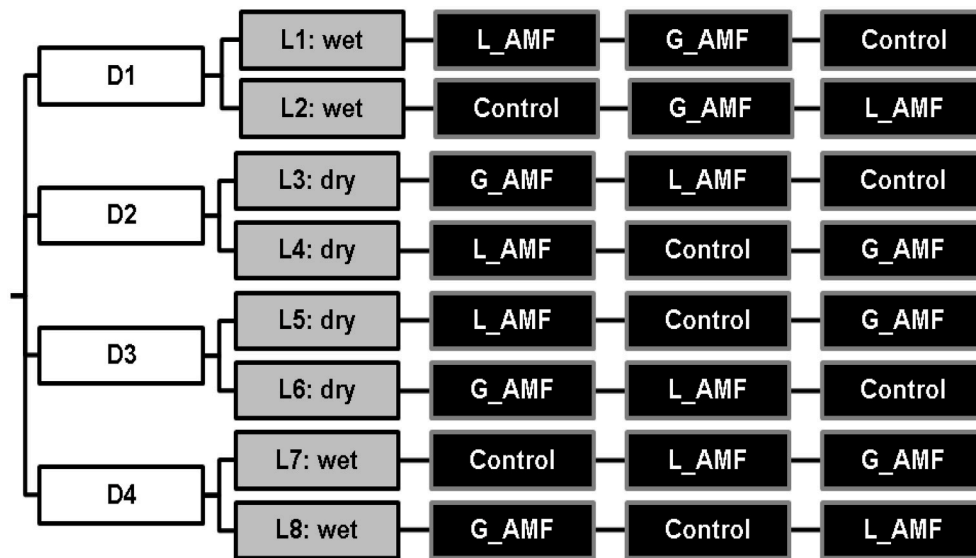 D1
L1: wet L_AMF G_AMF Control
L2: wet Control G_AMF L_AMF
D2
L3: dry G_AMF L_AMF Control
L4: dry L_AMF Control G_AMF
D3
L5: dry L_AMF Control G_AMF
L6: dry G_AMF L_AMF Control
D4
L7: wet Control L_AMF G_AMF
L8: wet G_AMF Control L_AMF